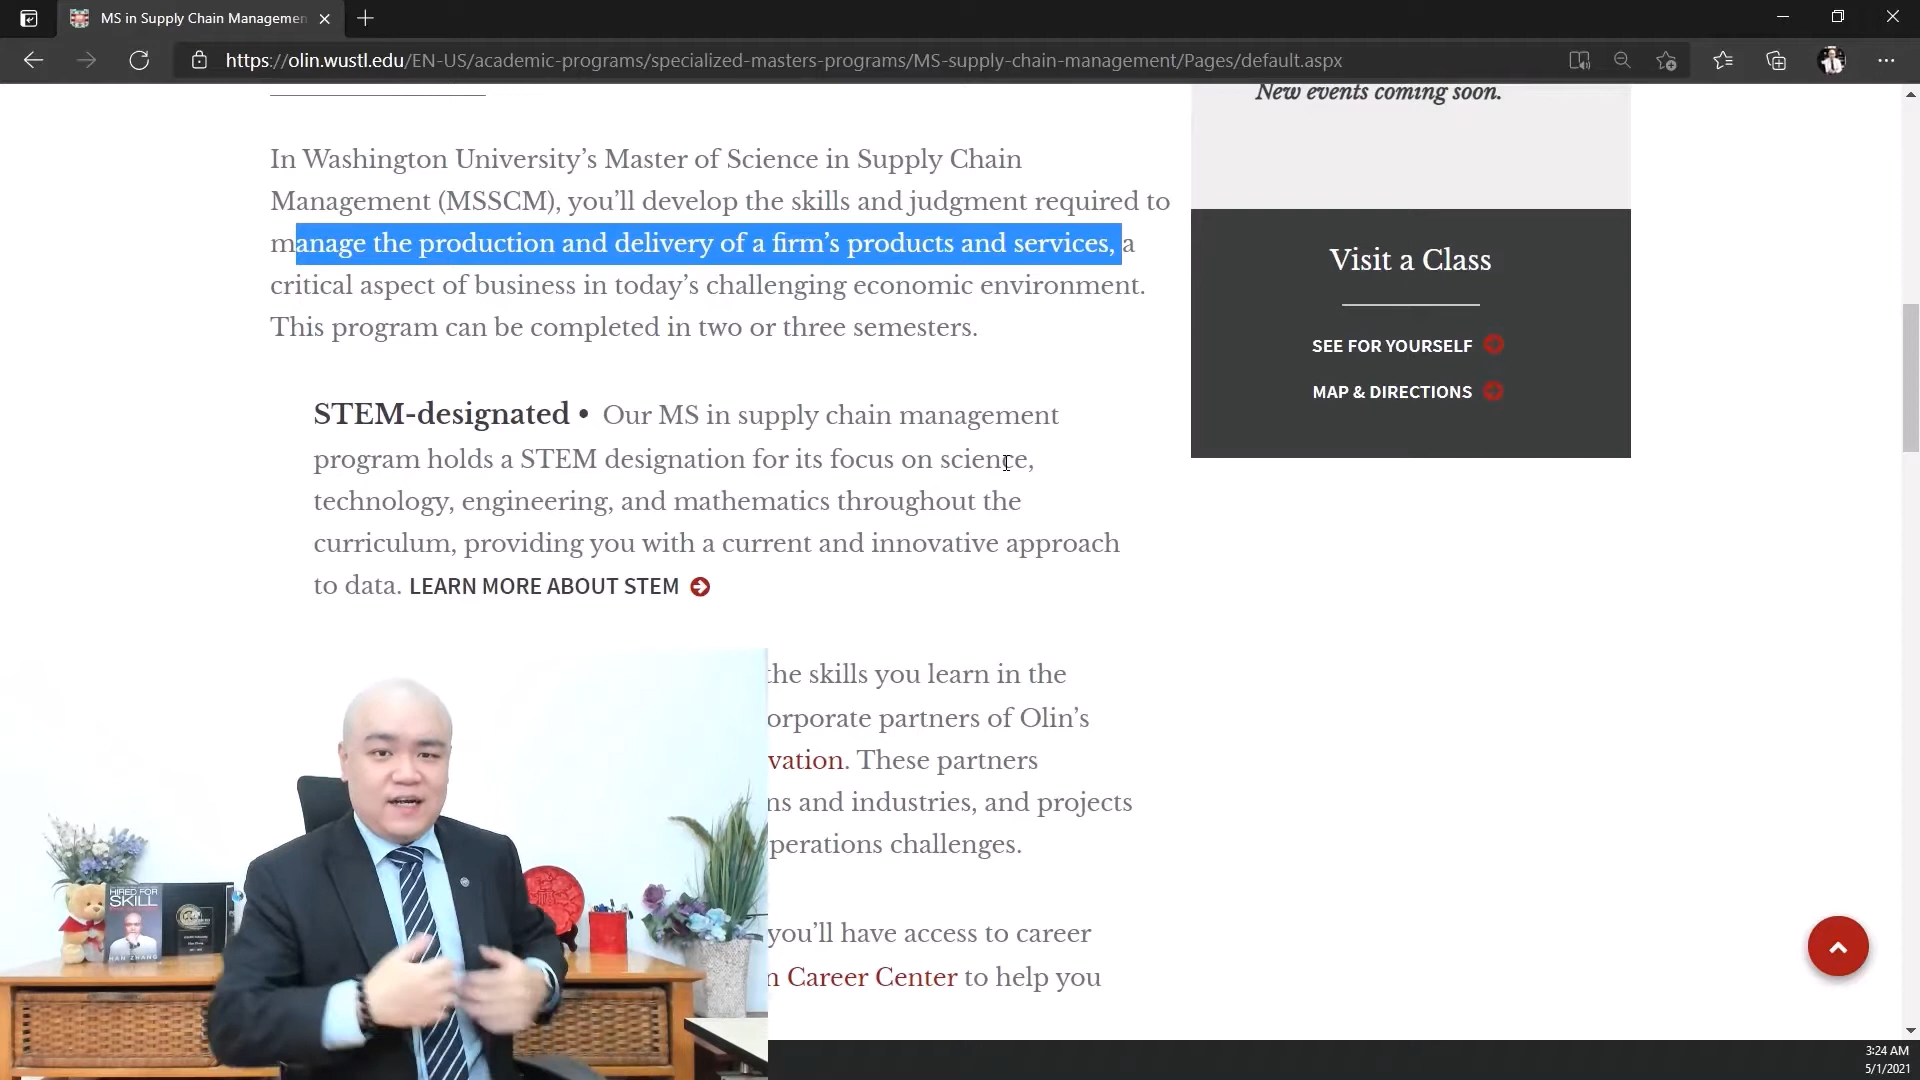 MS in Supply Chain Managemen
https://olin.wustl.edu/EN-US/academic-programs/specialized-masters-programs/MS-supply-chain-management/Pages/default.aspx
New events coming soon.
In Washington University’s Master of Science in Supply Chain
Management (MSSCM), you’ll develop the skills and judgment required to
manage the production and delivery of a firm’s products and services, a
critical aspect of business in today’s challenging economic environment.
This program can be completed in two or three semesters.
Visit a Class
SEE FOR YOURSELF
MAP & DIRECTIONS
STEM-designated • Our MS in supply chain management
program holds a STEM designation for its focus on science,
technology, engineering, and mathematics throughout the
curriculum, providing you with a current and innovative approach
to data. LEARN MORE ABOUT STEM
the skills you learn in the
orporate partners of Olin’s
vation. These partners
ns and industries, and projects
perations challenges.
you’ll have access to career
n Career Center to help you
HIRED FOR
SKILL
HAN ZHANG
3:24 AM
5/1/2021